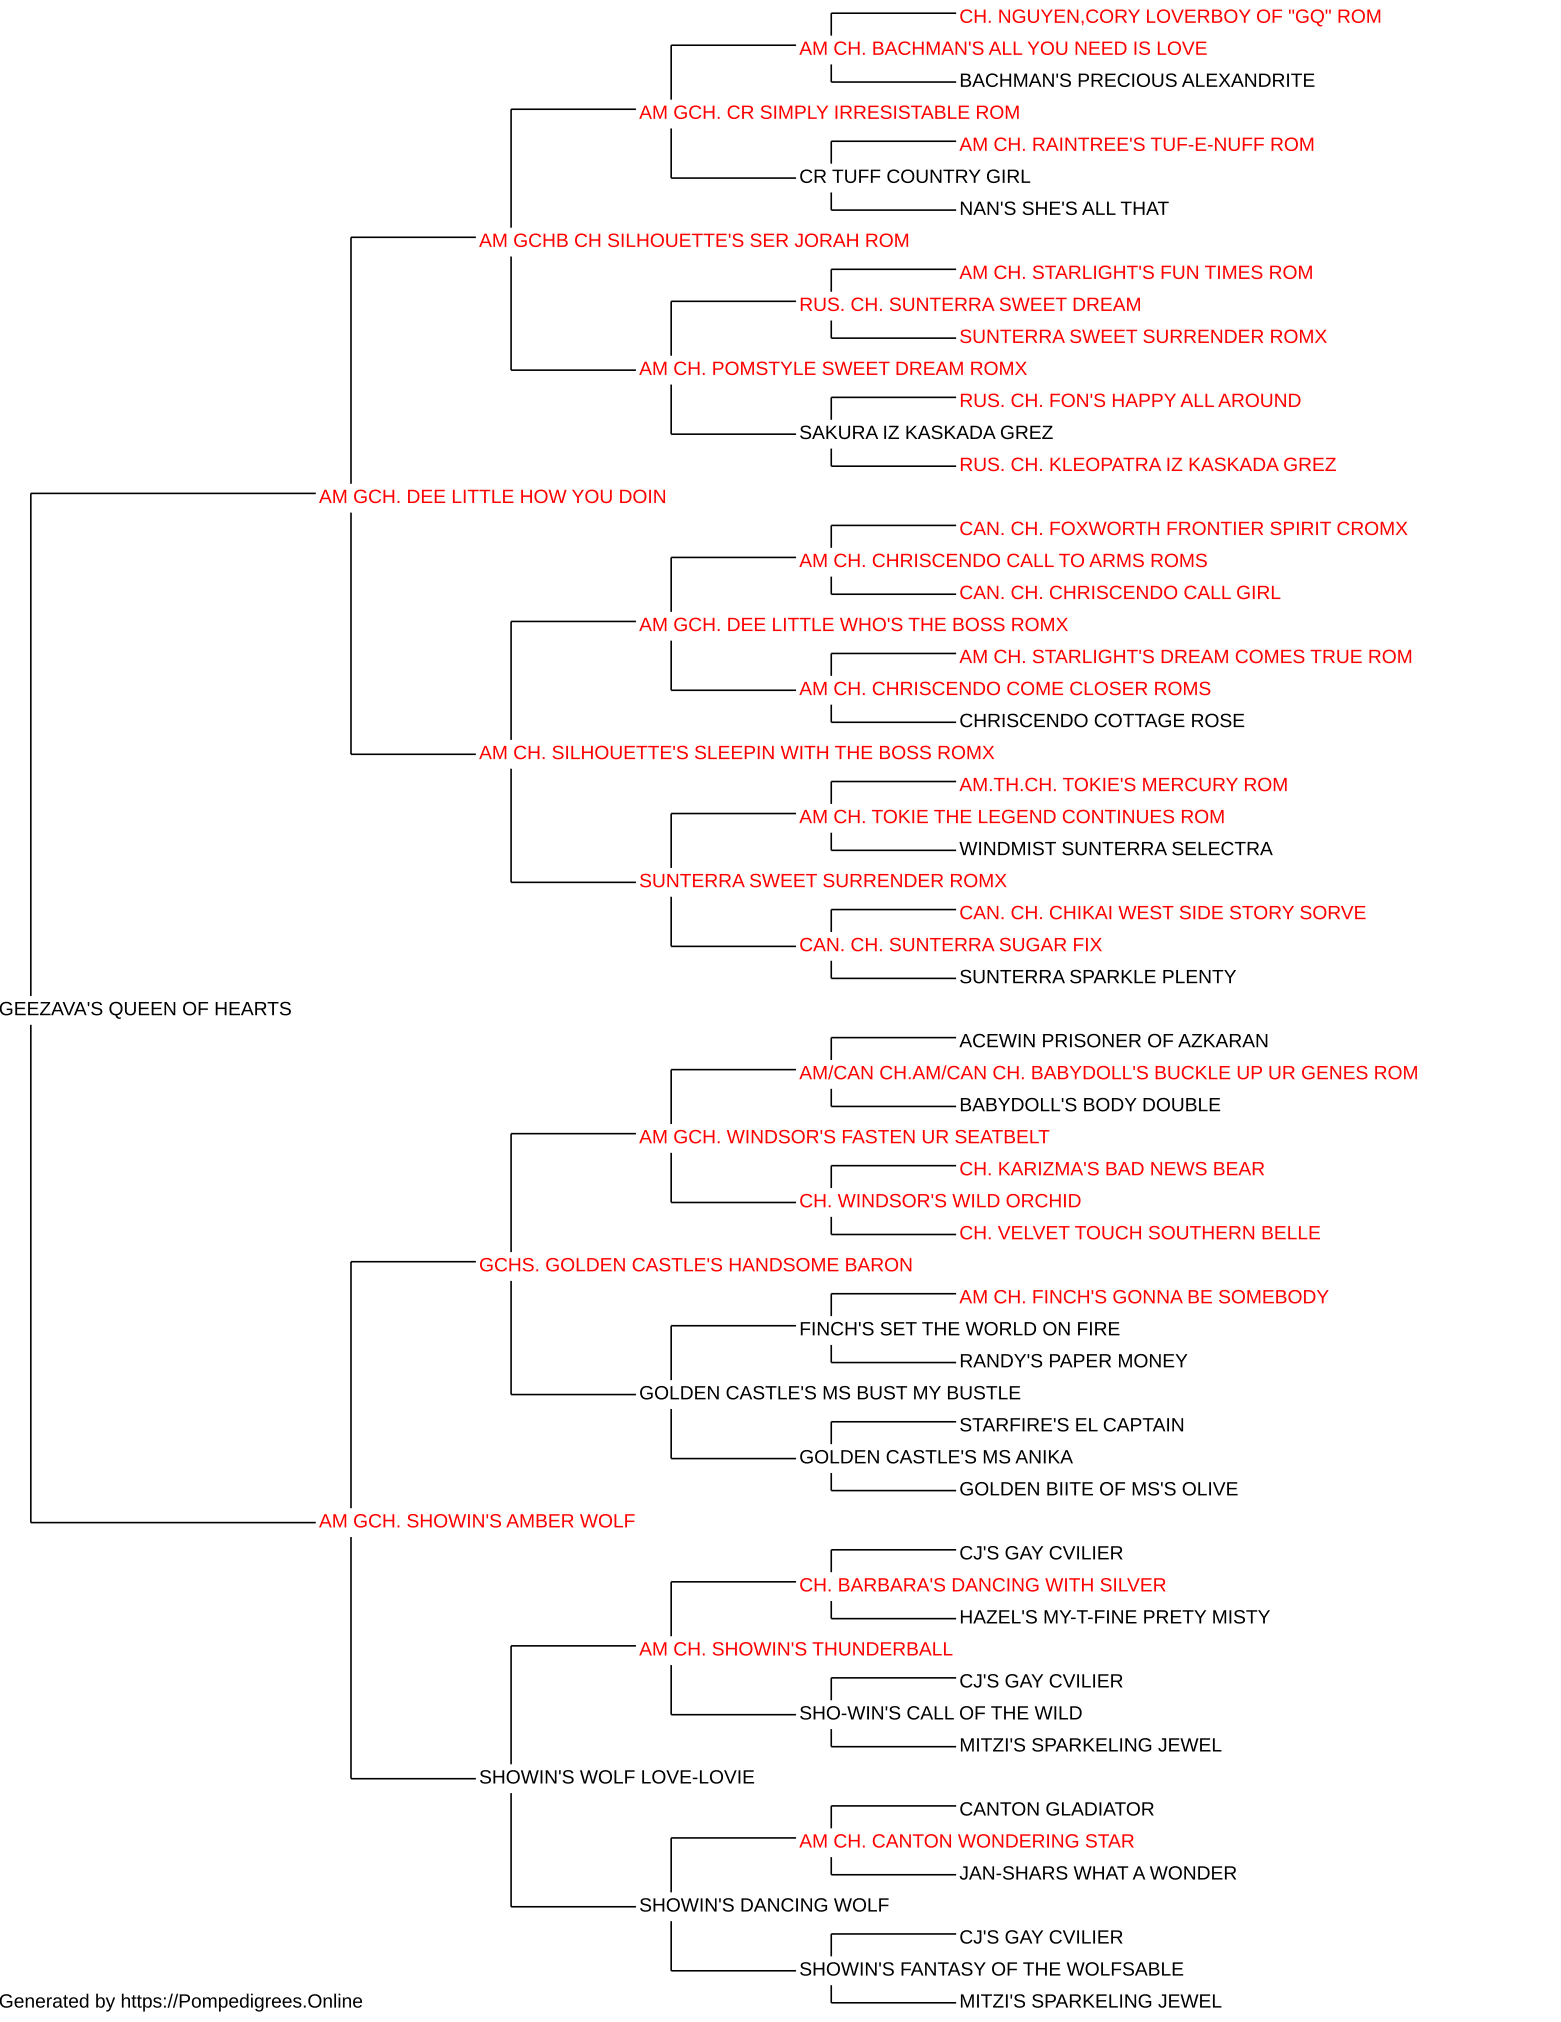 CH. NGUYEN,CORY LOVERBOY OF "GQ" ROM
AM CH. BACHMAN'S ALL YOU NEED IS LOVE
BACHMAN'S PRECIOUS ALEXANDRITE
AM GCH. CR SIMPLY IRRESISTABLE ROM
AM CH. RAINTREE'S TUF-E-NUFF ROM
CR TUFF COUNTRY GIRL
NAN'S SHE'S ALL THAT
AM GCHB CH SILHOUETTE'S SER JORAH ROM
AM CH. STARLIGHT'S FUN TIMES ROM
RUS. CH. SUNTERRA SWEET DREAM
SUNTERRA SWEET SURRENDER ROMX
AM CH. POMSTYLE SWEET DREAM ROMX
RUS. CH. FON'S HAPPY ALL AROUND
SAKURA IZ KASKADA GREZ
RUS. CH. KLEOPATRA IZ KASKADA GREZ
AM GCH. DEE LITTLE HOW YOU DOIN
CAN. CH. FOXWORTH FRONTIER SPIRIT CROMX
AM CH. CHRISCENDO CALL TO ARMS ROMS
CAN. CH. CHRISCENDO CALL GIRL
AM GCH. DEE LITTLE WHO'S THE BOSS ROMX
AM CH. STARLIGHT'S DREAM COMES TRUE ROM
AM CH. CHRISCENDO COME CLOSER ROMS
CHRISCENDO COTTAGE ROSE
AM CH. SILHOUETTE'S SLEEPIN WITH THE BOSS ROMX
AM.TH.CH. TOKIE'S MERCURY ROM
AM CH. TOKIE THE LEGEND CONTINUES ROM
WINDMIST SUNTERRA SELECTRA
SUNTERRA SWEET SURRENDER ROMX
CAN. CH. CHIKAI WEST SIDE STORY SORVE
CAN. CH. SUNTERRA SUGAR FIX
SUNTERRA SPARKLE PLENTY
GEEZAVA'S QUEEN OF HEARTS
ACEWIN PRISONER OF AZKARAN
AM/CAN CH.AM/CAN CH. BABYDOLL'S BUCKLE UP UR GENES ROM
BABYDOLL'S BODY DOUBLE
AM GCH. WINDSOR'S FASTEN UR SEATBELT
CH. KARIZMA'S BAD NEWS BEAR
CH. WINDSOR'S WILD ORCHID
CH. VELVET TOUCH SOUTHERN BELLE
GCHS. GOLDEN CASTLE'S HANDSOME BARON
AM CH. FINCH'S GONNA BE SOMEBODY
FINCH'S SET THE WORLD ON FIRE
RANDY'S PAPER MONEY
GOLDEN CASTLE'S MS BUST MY BUSTLE
STARFIRE'S EL CAPTAIN
GOLDEN CASTLE'S MS ANIKA
GOLDEN BIITE OF MS'S OLIVE
AM GCH. SHOWIN'S AMBER WOLF
CJ'S GAY CVILIER
CH. BARBARA'S DANCING WITH SILVER
HAZEL'S MY-T-FINE PRETY MISTY
AM CH. SHOWIN'S THUNDERBALL
CJ'S GAY CVILIER
SHO-WIN'S CALL OF THE WILD
MITZI'S SPARKELING JEWEL
SHOWIN'S WOLF LOVE-LOVIE
CANTON GLADIATOR
AM CH. CANTON WONDERING STAR
JAN-SHARS WHAT A WONDER
SHOWIN'S DANCING WOLF
CJ'S GAY CVILIER
SHOWIN'S FANTASY OF THE WOLFSABLE
MITZI'S SPARKELING JEWEL
Generated by https://Pompedigrees.Online